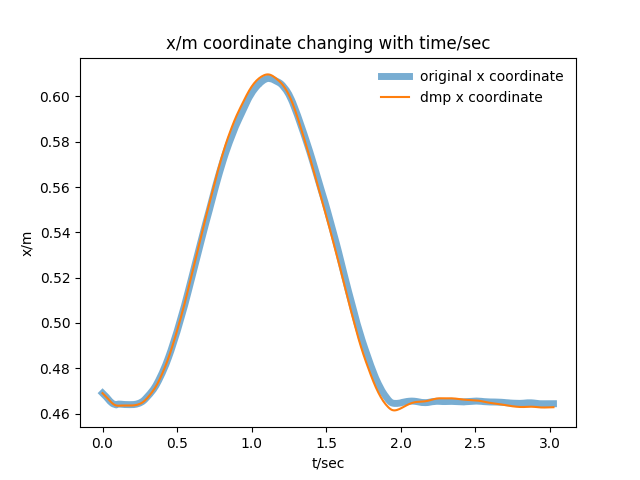 x/m coordinate changing with time/sec
original x coordinate
dmp x coordinate
x/m
0.60
0.58
0.56
0.54
0.52
0.50
0.48
0.46
0.0 0.5 1.0 1.5 2.0 2.5 3.0
t/sec